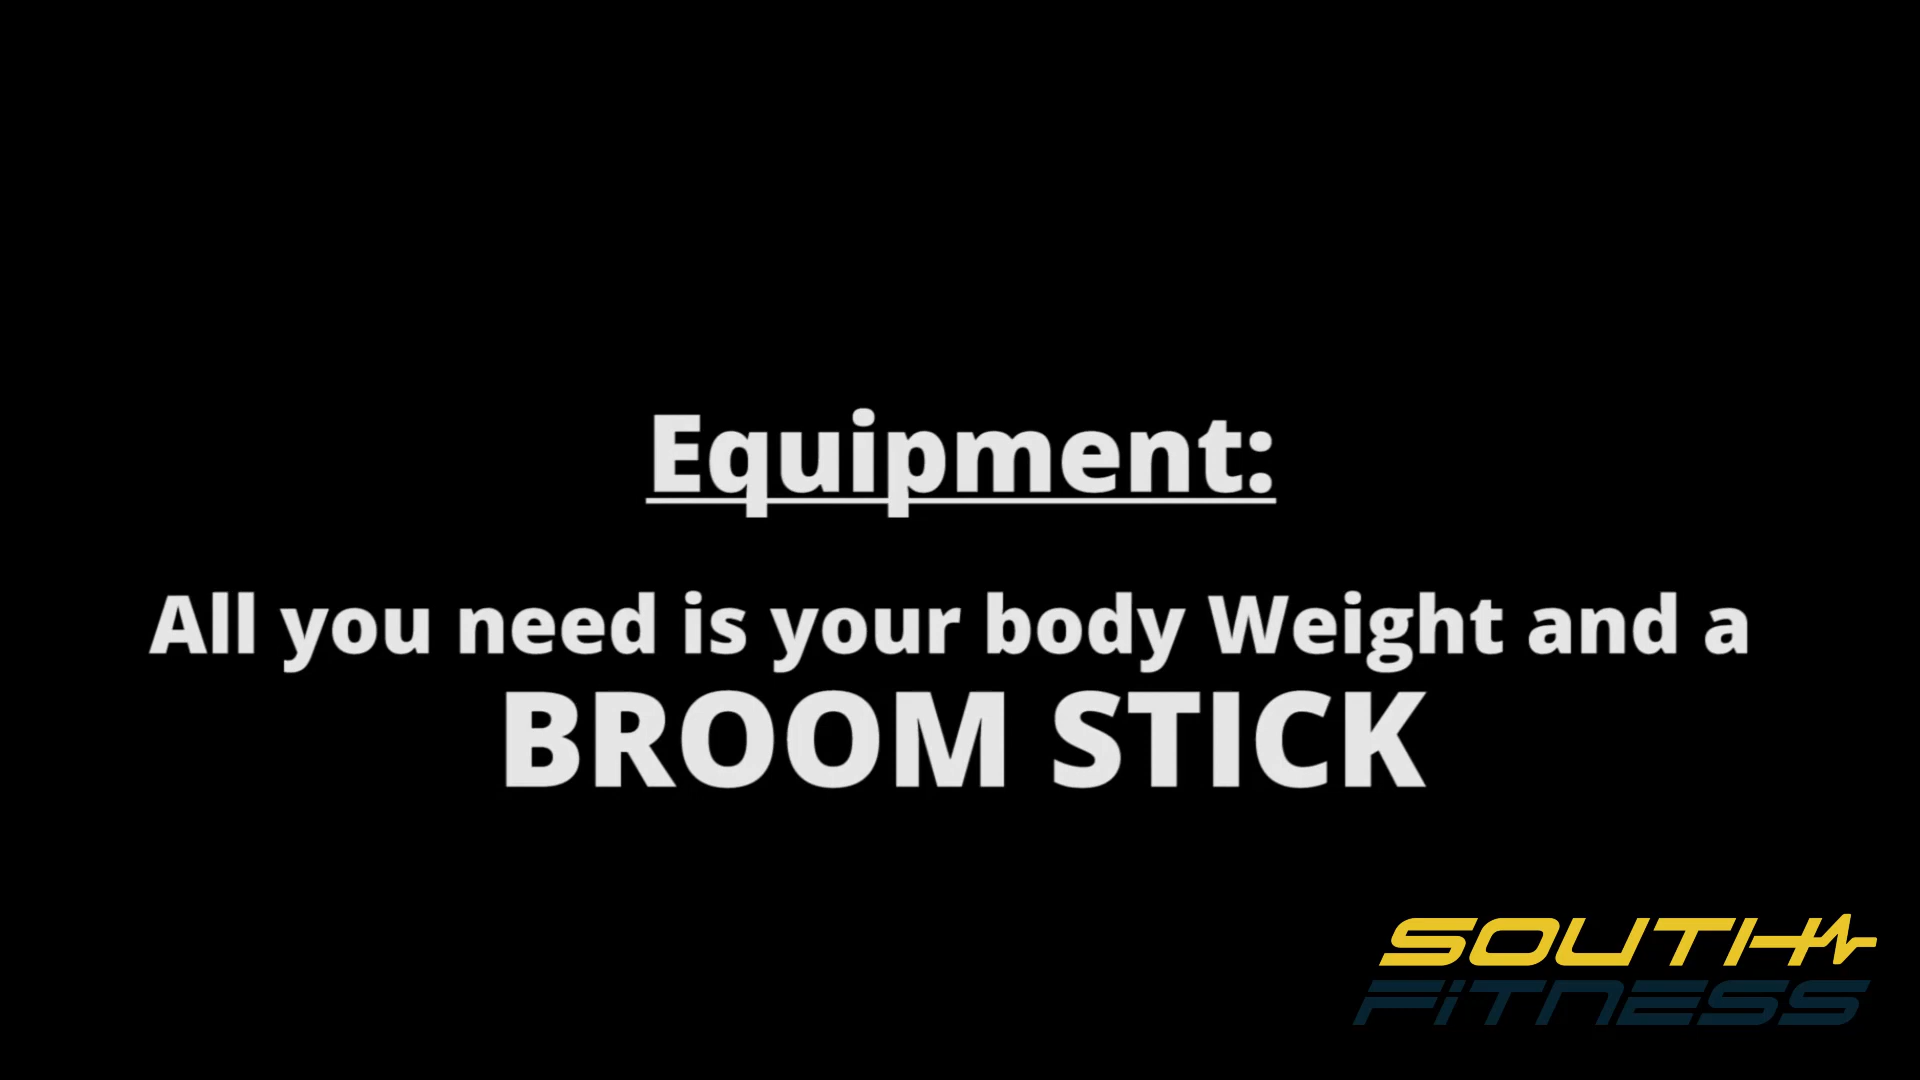 Equipment:
All you need is your body Weight and a
BROOM STICK
SOUTH
FiTNESS